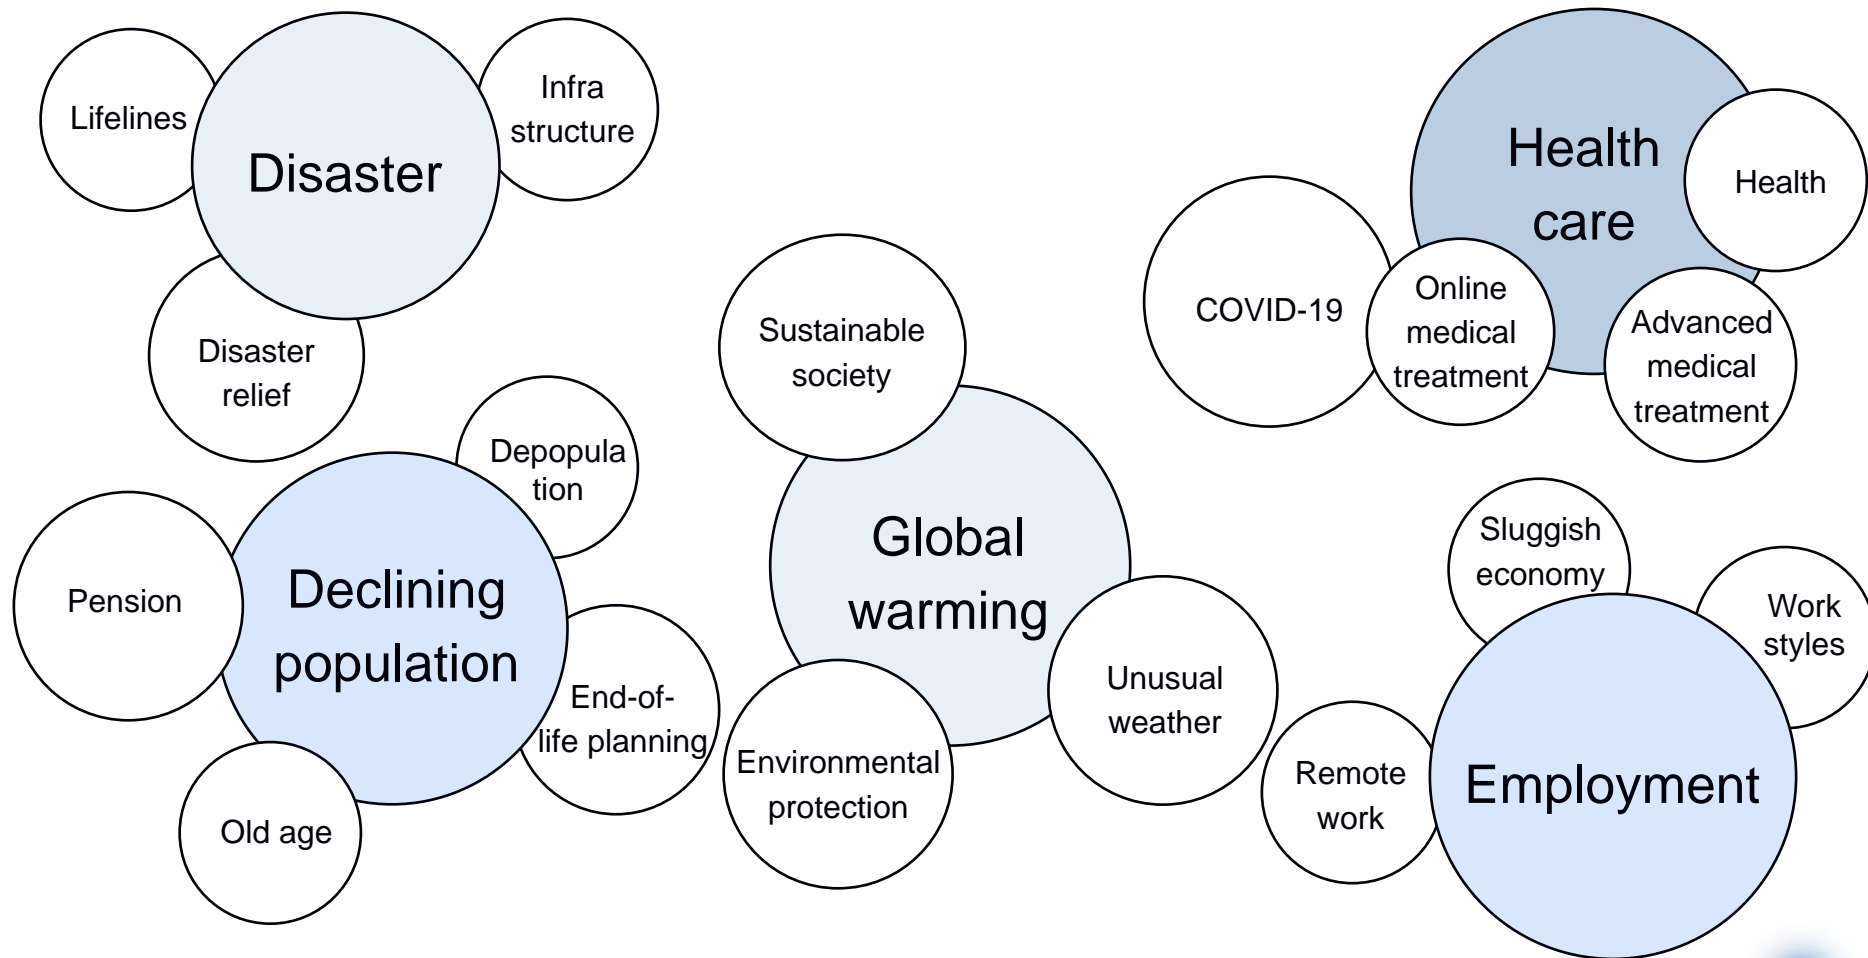 Lifelines
Disaster
Infra
structure
Disaster
relief
Health
care
Health
COVID-19
Online
medical
treatment
Advanced
medical
treatment
Sustainable
society
Global
warming
Unusual
weather
Environmental
protection
Depopula
tion
Pension
Declining
population
End-of-
life planning
Old age
Sluggish
economy
Work
styles
Remote
work
Employment